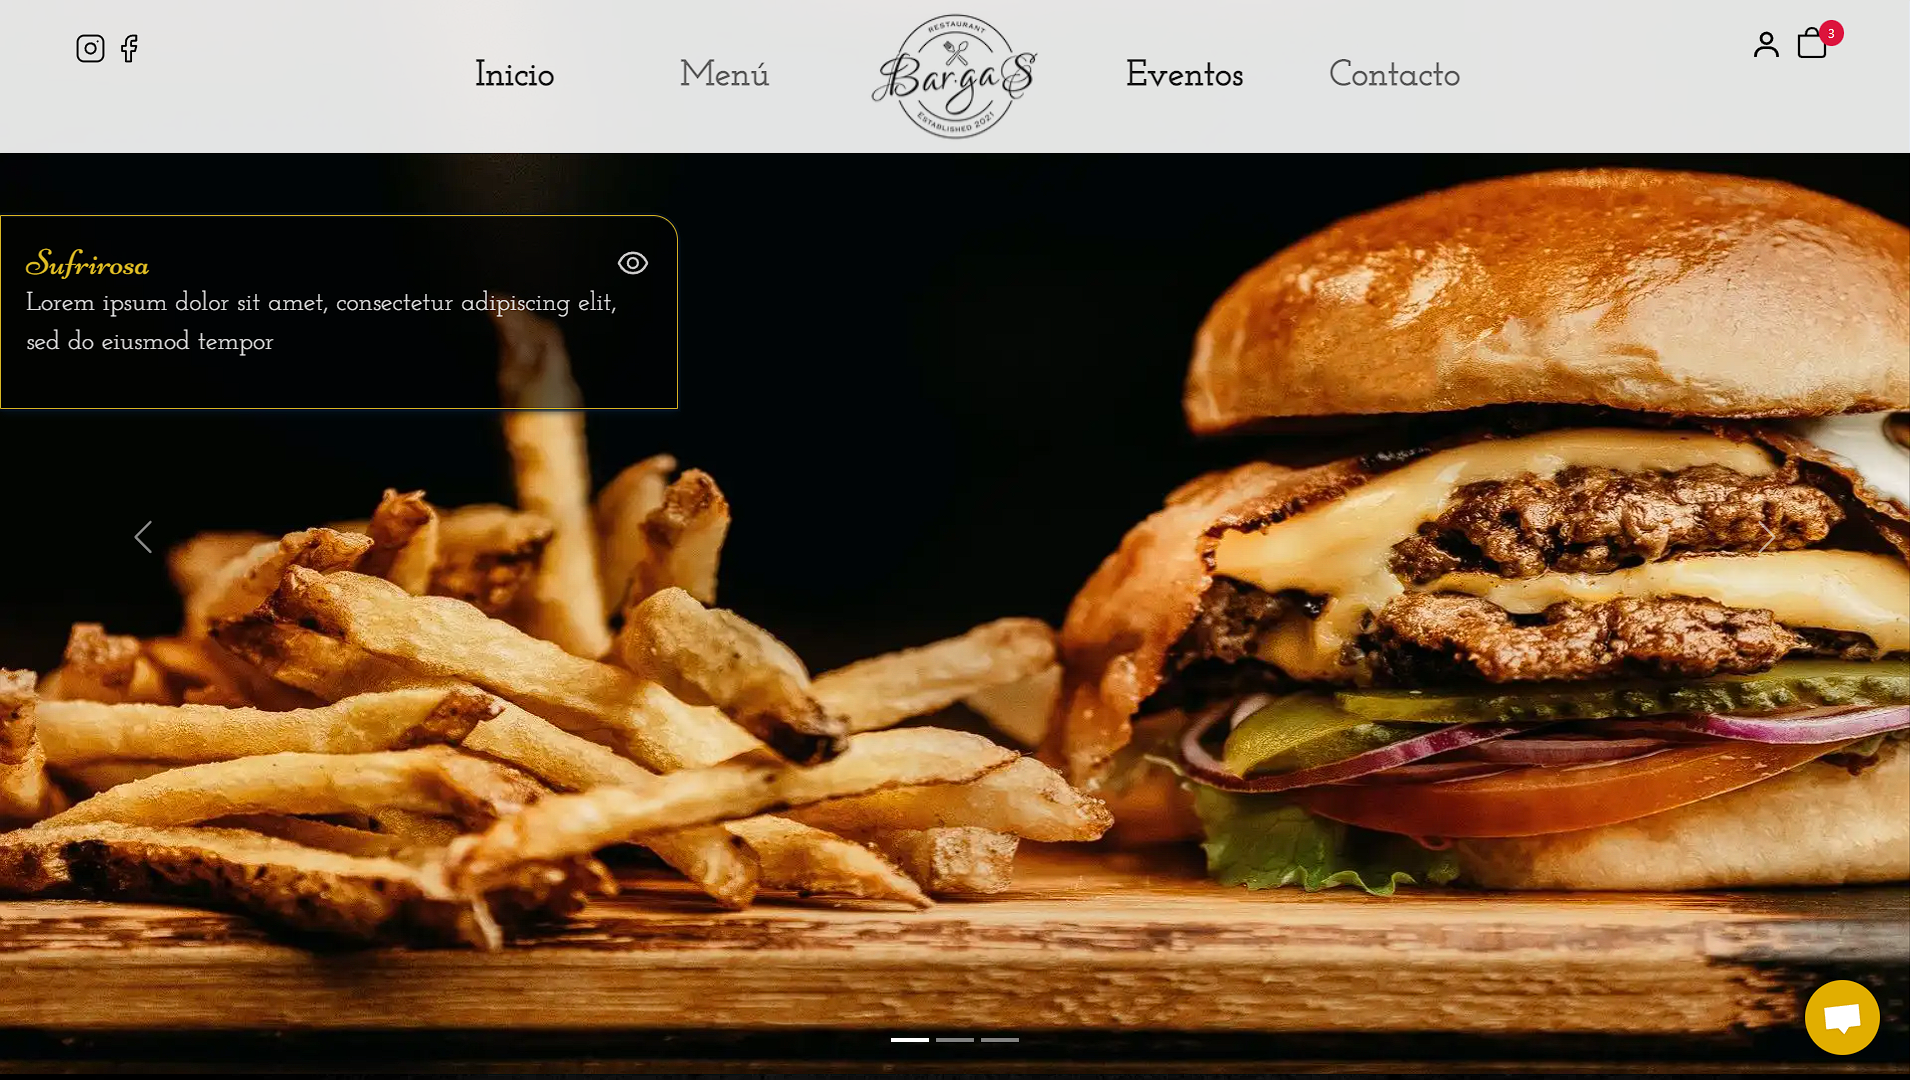 Inicio
Menú
RESTAURANT
BargaS
ESTABLISHED 2021
Eventos
Contacto
3
Sufrirosa
Lorem ipsum dolor sit amet, consectetur adipiscing elit,
sed do eiusmod tempor